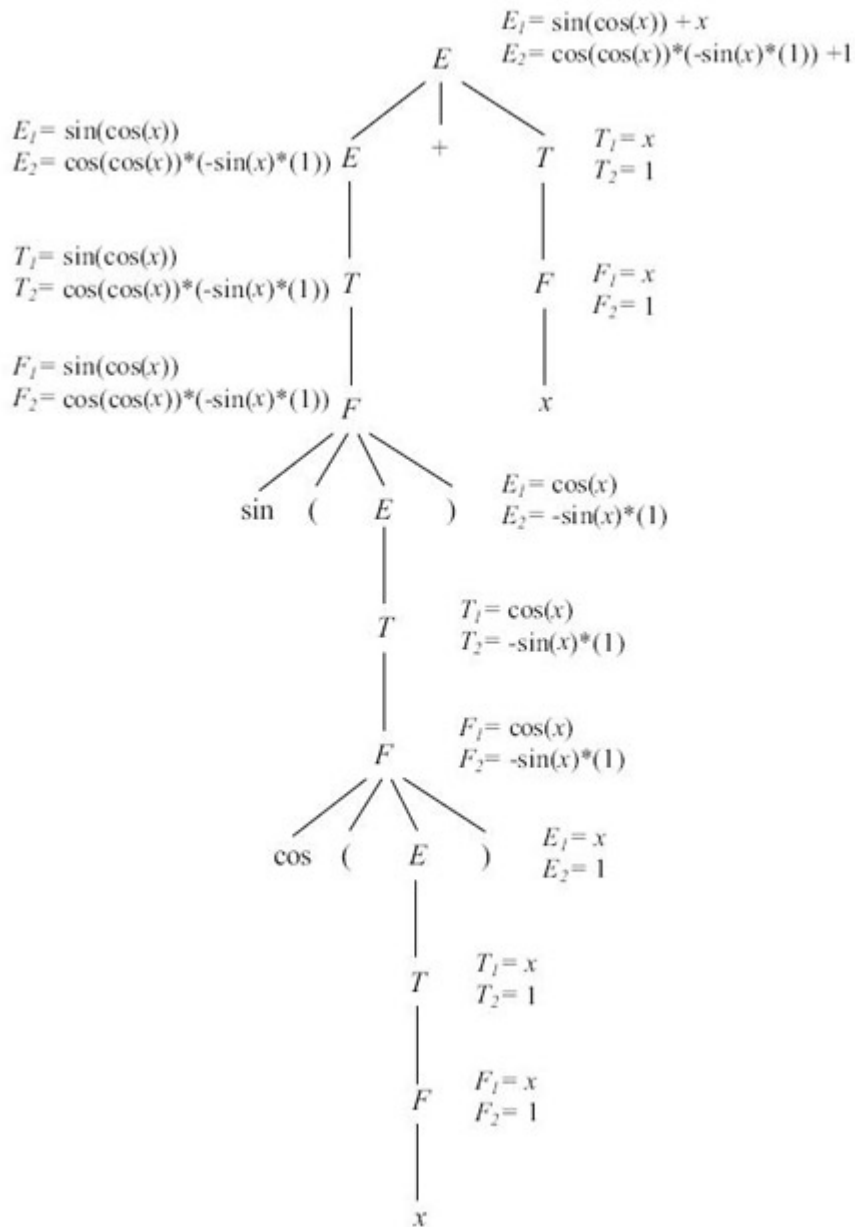 E₁= sin(cos(x)) + x
E₂= cos(cos(x))*(-sin(x)*(1)) +1
E
E₁= sin(cos(x))
E₂= cos(cos(x))*(-sin(x)*(1)) E
+
T
T₁= x
T₂= 1
T₁= sin(cos(x))
T₂= cos(cos(x))*(-sin(x)*(1)) T
F
F₁= x
F₂= 1
F₁= sin(cos(x))
F₂= cos(cos(x))*(-sin(x)*(1)) F
x
sin ( E )
E₁= cos(x)
E₂= -sin(x)*(1)
T
T₁= cos(x)
T₂= -sin(x)*(1)
F
F₁= cos(x)
F₂= -sin(x)*(1)
cos ( E )
E₁= x
E₂= 1
T
T₁= x
T₂= 1
F
F₁= x
F₂= 1
x